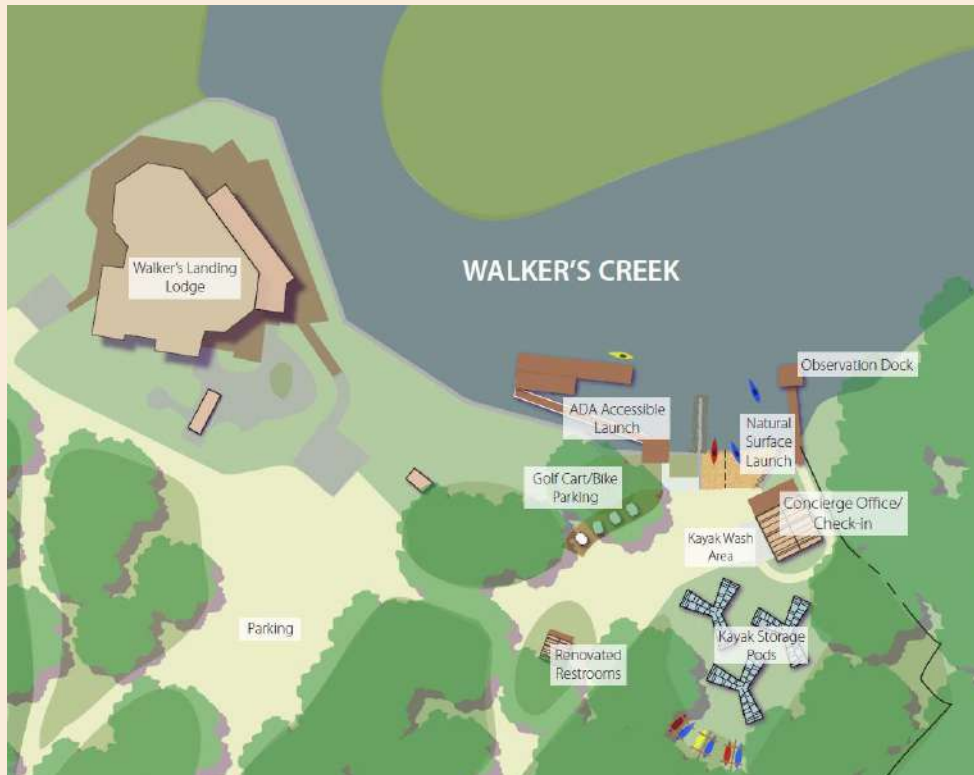 Walker's Landing
Lodge
WALKER'S CREEK
Observation Dock
ADA Accessible
Launch
Natural
Surface
Launch
Golf Cart/Bike
Parking
Concierge Office/
Check-in
Kayak Wash
Area
Parking
Renovated
Restrooms
Kayak Storage
Pods